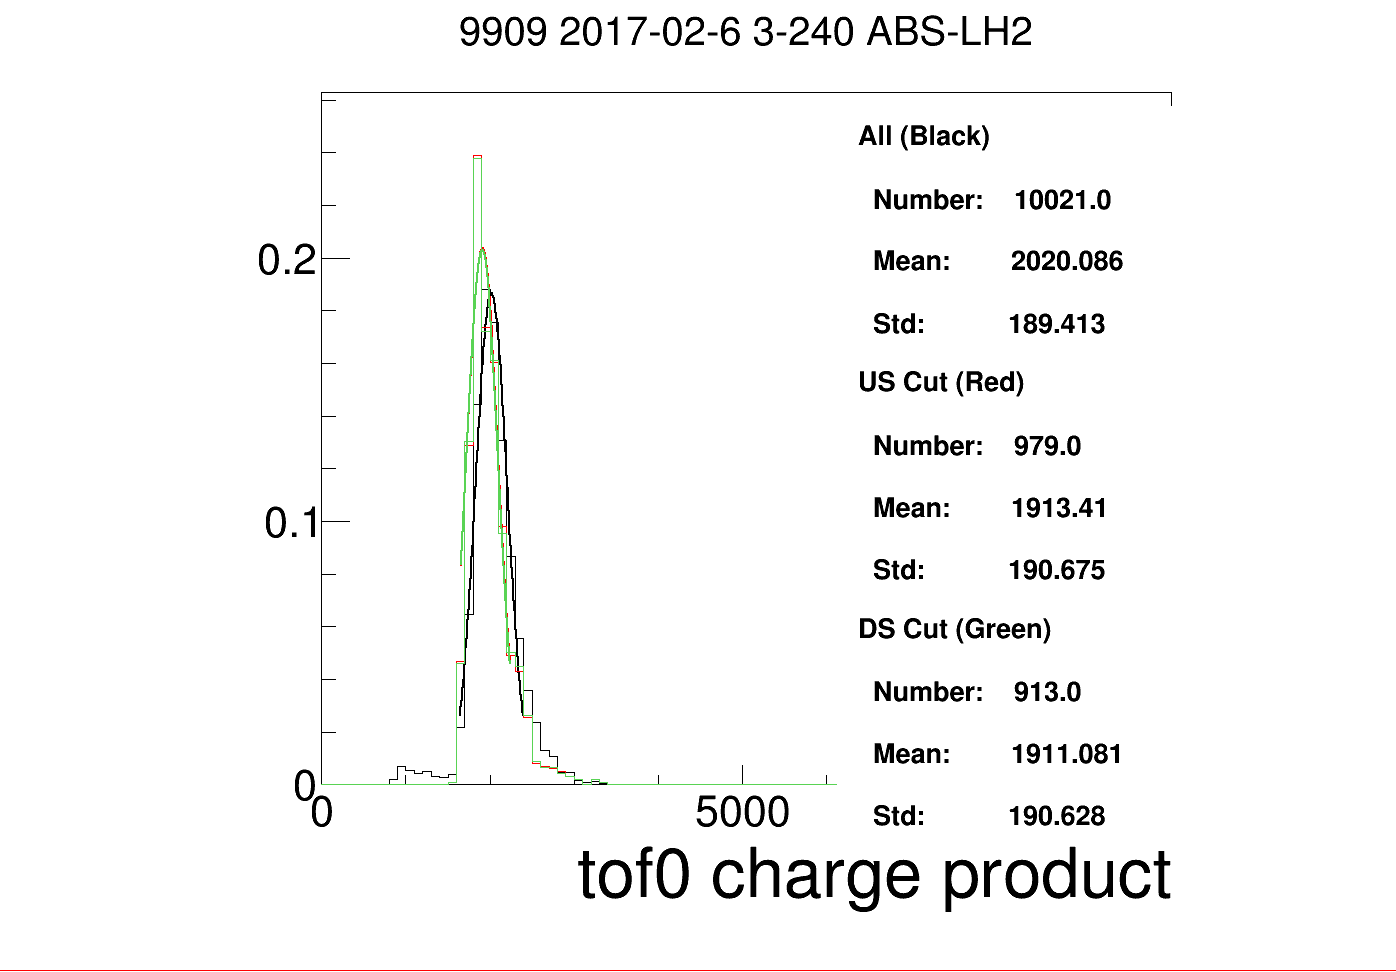 9909 2017-02-6 3-240 ABS-LH2
All (Black)
Number: 10021.0
Mean: 2020.086
Std: 189.413
US Cut (Red)
Number: 979.0
Mean: 1913.41
Std: 190.675
DS Cut (Green)
Number: 913.0
Mean: 1911.081
Std: 190.628
0.2
0.1
0
0 5000
tof0 charge product